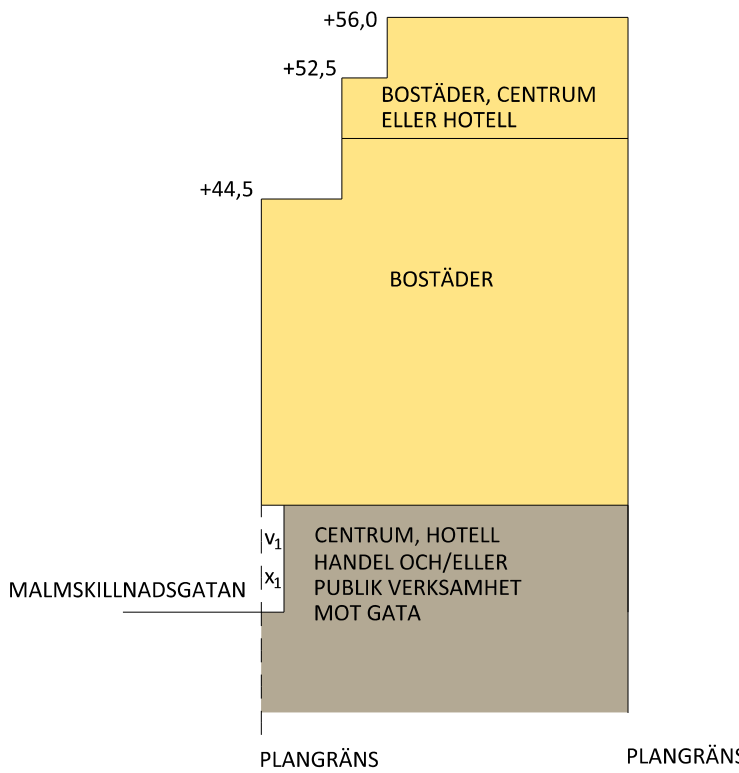 +56,0
+52,5
BOSTÄDER, CENTRUM
ELLER HOTELL
+44,5
BOSTÄDER
v₁
CENTRUM, HOTELL
HANDEL OCH/ELLER
x₁
PUBLIK VERKSAMHET
MALMSKILLNADSGATAN
MOT GATA
PLANGRÄNS
PLANGRÄNS